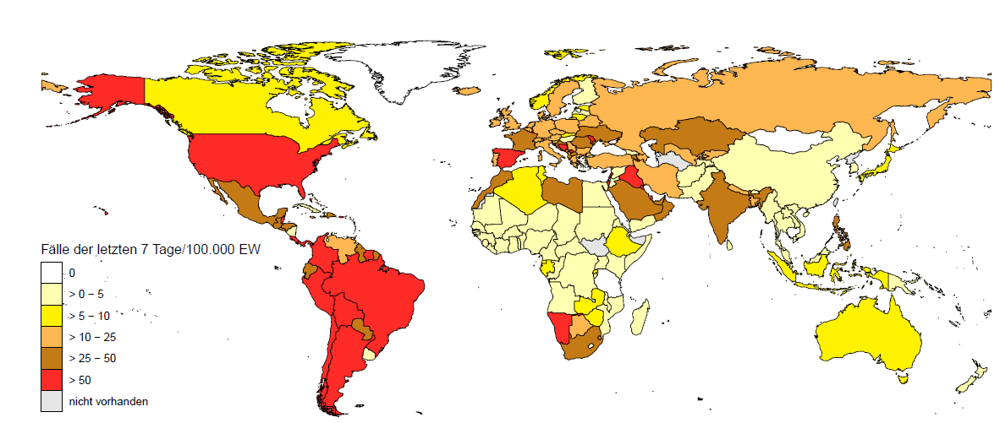 Fälle der letzten 7 Tage/100.000 EW
0
> 0 – 5
> 5 – 10
> 10 – 25
> 25 – 50
> 50
nicht vorhanden